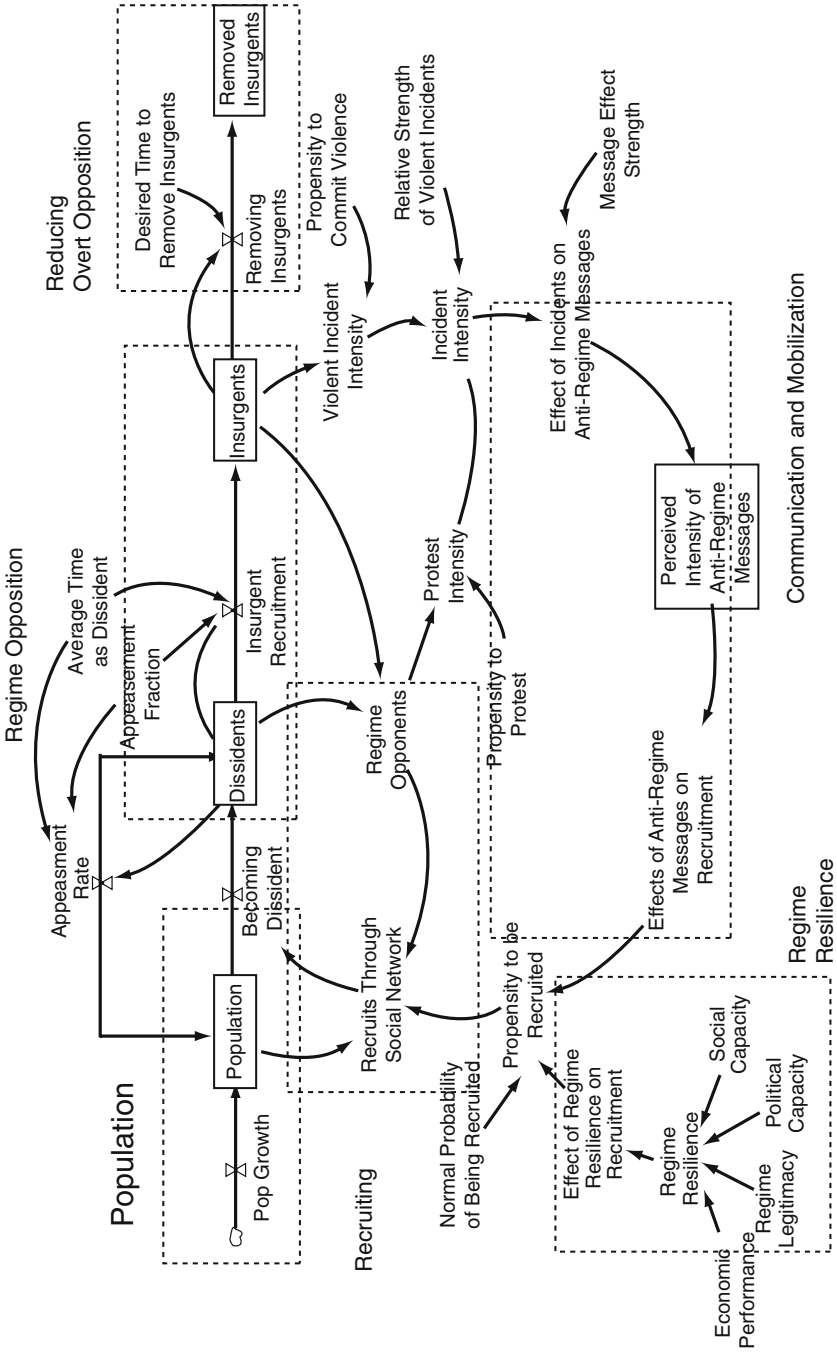 Population
Pop Growth
Population
Becoming
Dissident
Appeasment
Rate
Regime Opposition
Average Time
as Dissident
Appeasement
Fraction
Dissidents
Insurgent
Recruitment
Insurgents
Reducing
Overt Opposition
Desired Time to
Remove Insurgents
Removing
Insurgents
Removed
Insurgents
Recruiting
Recruits Through
Social Network
Regime
Opponents
Violent Incident
Intensity
Propensity to
Commit Violence
Normal Probability
of Being Recruited
Propensity to be
Recruited
Propensity to
Protest
Protest
Intensity
Incident
Intensity
Relative Strength
of Violent Incidents
Effect of Regime
Resilience on
Recruitment
Regime
Resilience
Economic
Performance
Regime
Legitimacy
Political
Capacity
Social
Capacity
Regime
Resilience
Effects of Anti-Regime
Messages on
Recruitment
Perceived
Intensity of
Anti-Regime
Messages
Effect of Incidents on
Anti-Regime Messages
Message Effect
Strength
Communication and Mobilization